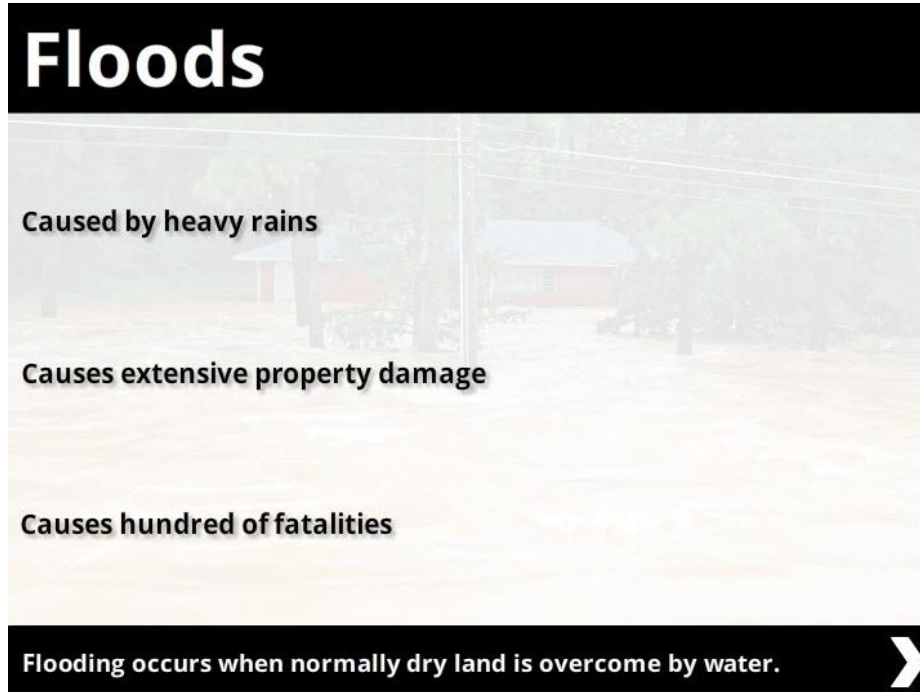 Floods
Caused by heavy rains
Causes extensive property damage
Causes hundred of fatalities
Flooding occurs when normally dry land is overcome by water.